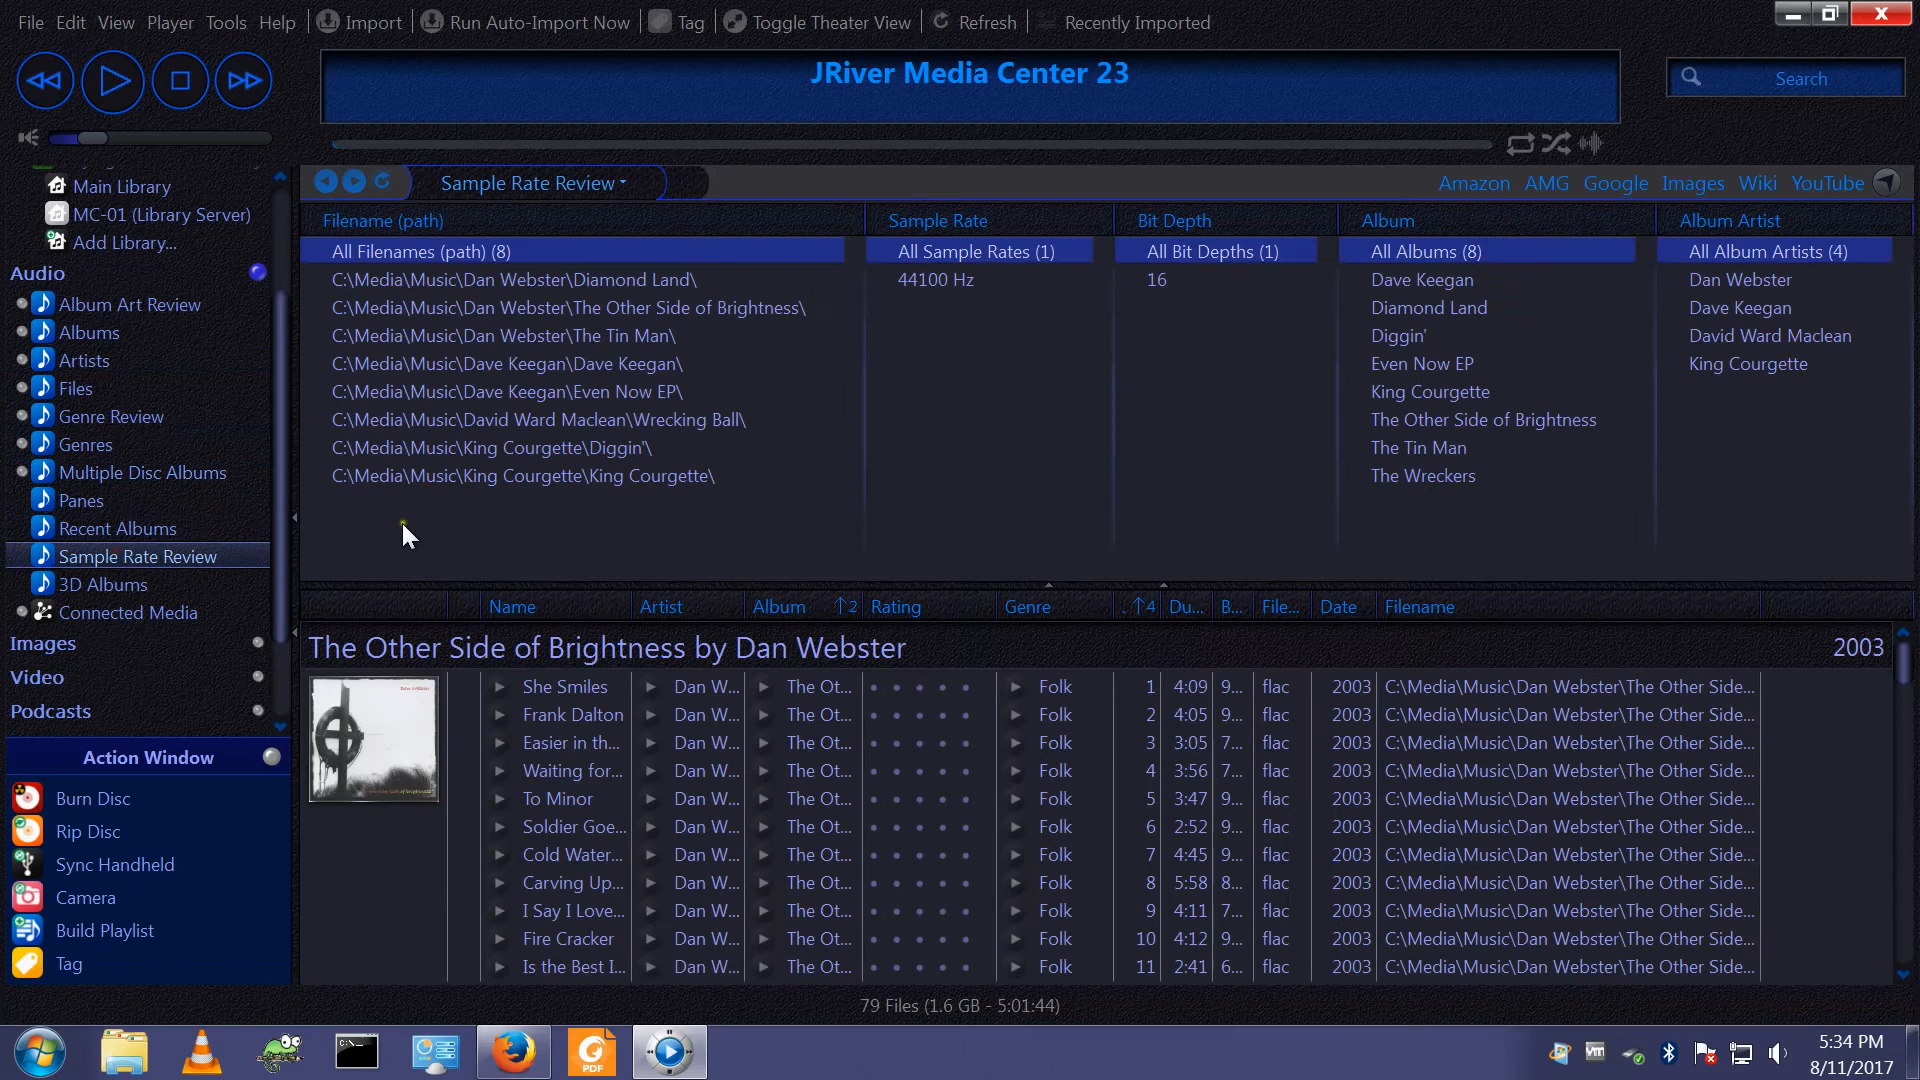 File Edit View Player Tools Help Import Run Auto-Import Now Tag Toggle Theater View Refresh Recently Imported
JRiver Media Center 23
Search
Main Library
MC-01 (Library Server)
Add Library...
Audio
Album Art Review
Albums
Artists
Files
Genre Review
Genres
Multiple Disc Albums
Panes
Recent Albums
Sample Rate Review
3D Albums
Connected Media
Images
Video
Podcasts
Action Window
Burn Disc
Rip Disc
Sync Handheld
Camera
Build Playlist
Tag
Sample Rate Review
Amazon AMG Google Images Wiki YouTube
Filename (path) Sample Rate Bit Depth Album Album Artist
All Filenames (path) (8) All Sample Rates (1) All Bit Depths (1) All Albums (8) All Album Artists (4)
C:\Media\Music\Dan Webster\Diamond Land\ 44100 Hz 16 Dave Keegan Dan Webster
C:\Media\Music\Dan Webster\The Other Side of Brightness\ Diamond Land Dave Keegan
C:\Media\Music\Dan Webster\The Tin Man\ Diggin' David Ward Maclean
C:\Media\Music\Dave Keegan\Dave Keegan\ Even Now EP King Courgette
C:\Media\Music\Dave Keegan\Even Now EP\ King Courgette
C:\Media\Music\David Ward Maclean\Wrecking Ball\ The Other Side of Brightness
C:\Media\Music\King Courgette\Diggin'\ The Tin Man
C:\Media\Music\King Courgette\King Courgette\ The Wreckers
Name Artist Album 2 Rating Genre . 4 Du... B... File... Date Filename
The Other Side of Brightness by Dan Webster 2003
She Smiles Dan W... The Ot... Folk 1 4:09 9... flac 2003 C:\Media\Music\Dan Webster\The Other Side...
Frank Dalton Dan W... The Ot... Folk 2 4:05 9... flac 2003 C:\Media\Music\Dan Webster\The Other Side...
Easier in th... Dan W... The Ot... Folk 3 3:05 7... flac 2003 C:\Media\Music\Dan Webster\The Other Side...
Waiting for... Dan W... The Ot... Folk 4 3:56 7... flac 2003 C:\Media\Music\Dan Webster\The Other Side...
To Minor Dan W... The Ot... Folk 5 3:47 9... flac 2003 C:\Media\Music\Dan Webster\The Other Side...
Soldier Goe... Dan W... The Ot... Folk 6 2:52 9... flac 2003 C:\Media\Music\Dan Webster\The Other Side...
Cold Water... Dan W... The Ot... Folk 7 4:45 9... flac 2003 C:\Media\Music\Dan Webster\The Other Side...
Carving Up... Dan W... The Ot... Folk 8 5:58 8... flac 2003 C:\Media\Music\Dan Webster\The Other Side...
I Say I Love... Dan W... The Ot... Folk 9 4:11 7... flac 2003 C:\Media\Music\Dan Webster\The Other Side...
Fire Cracker Dan W... The Ot... Folk 10 4:12 9... flac 2003 C:\Media\Music\Dan Webster\The Other Side...
Is the Best I... Dan W... The Ot... Folk 11 2:41 6... flac 2003 C:\Media\Music\Dan Webster\The Other Side...
79 Files (1.6 GB - 5:01:44)
PDF
5:34 PM
8/11/2017